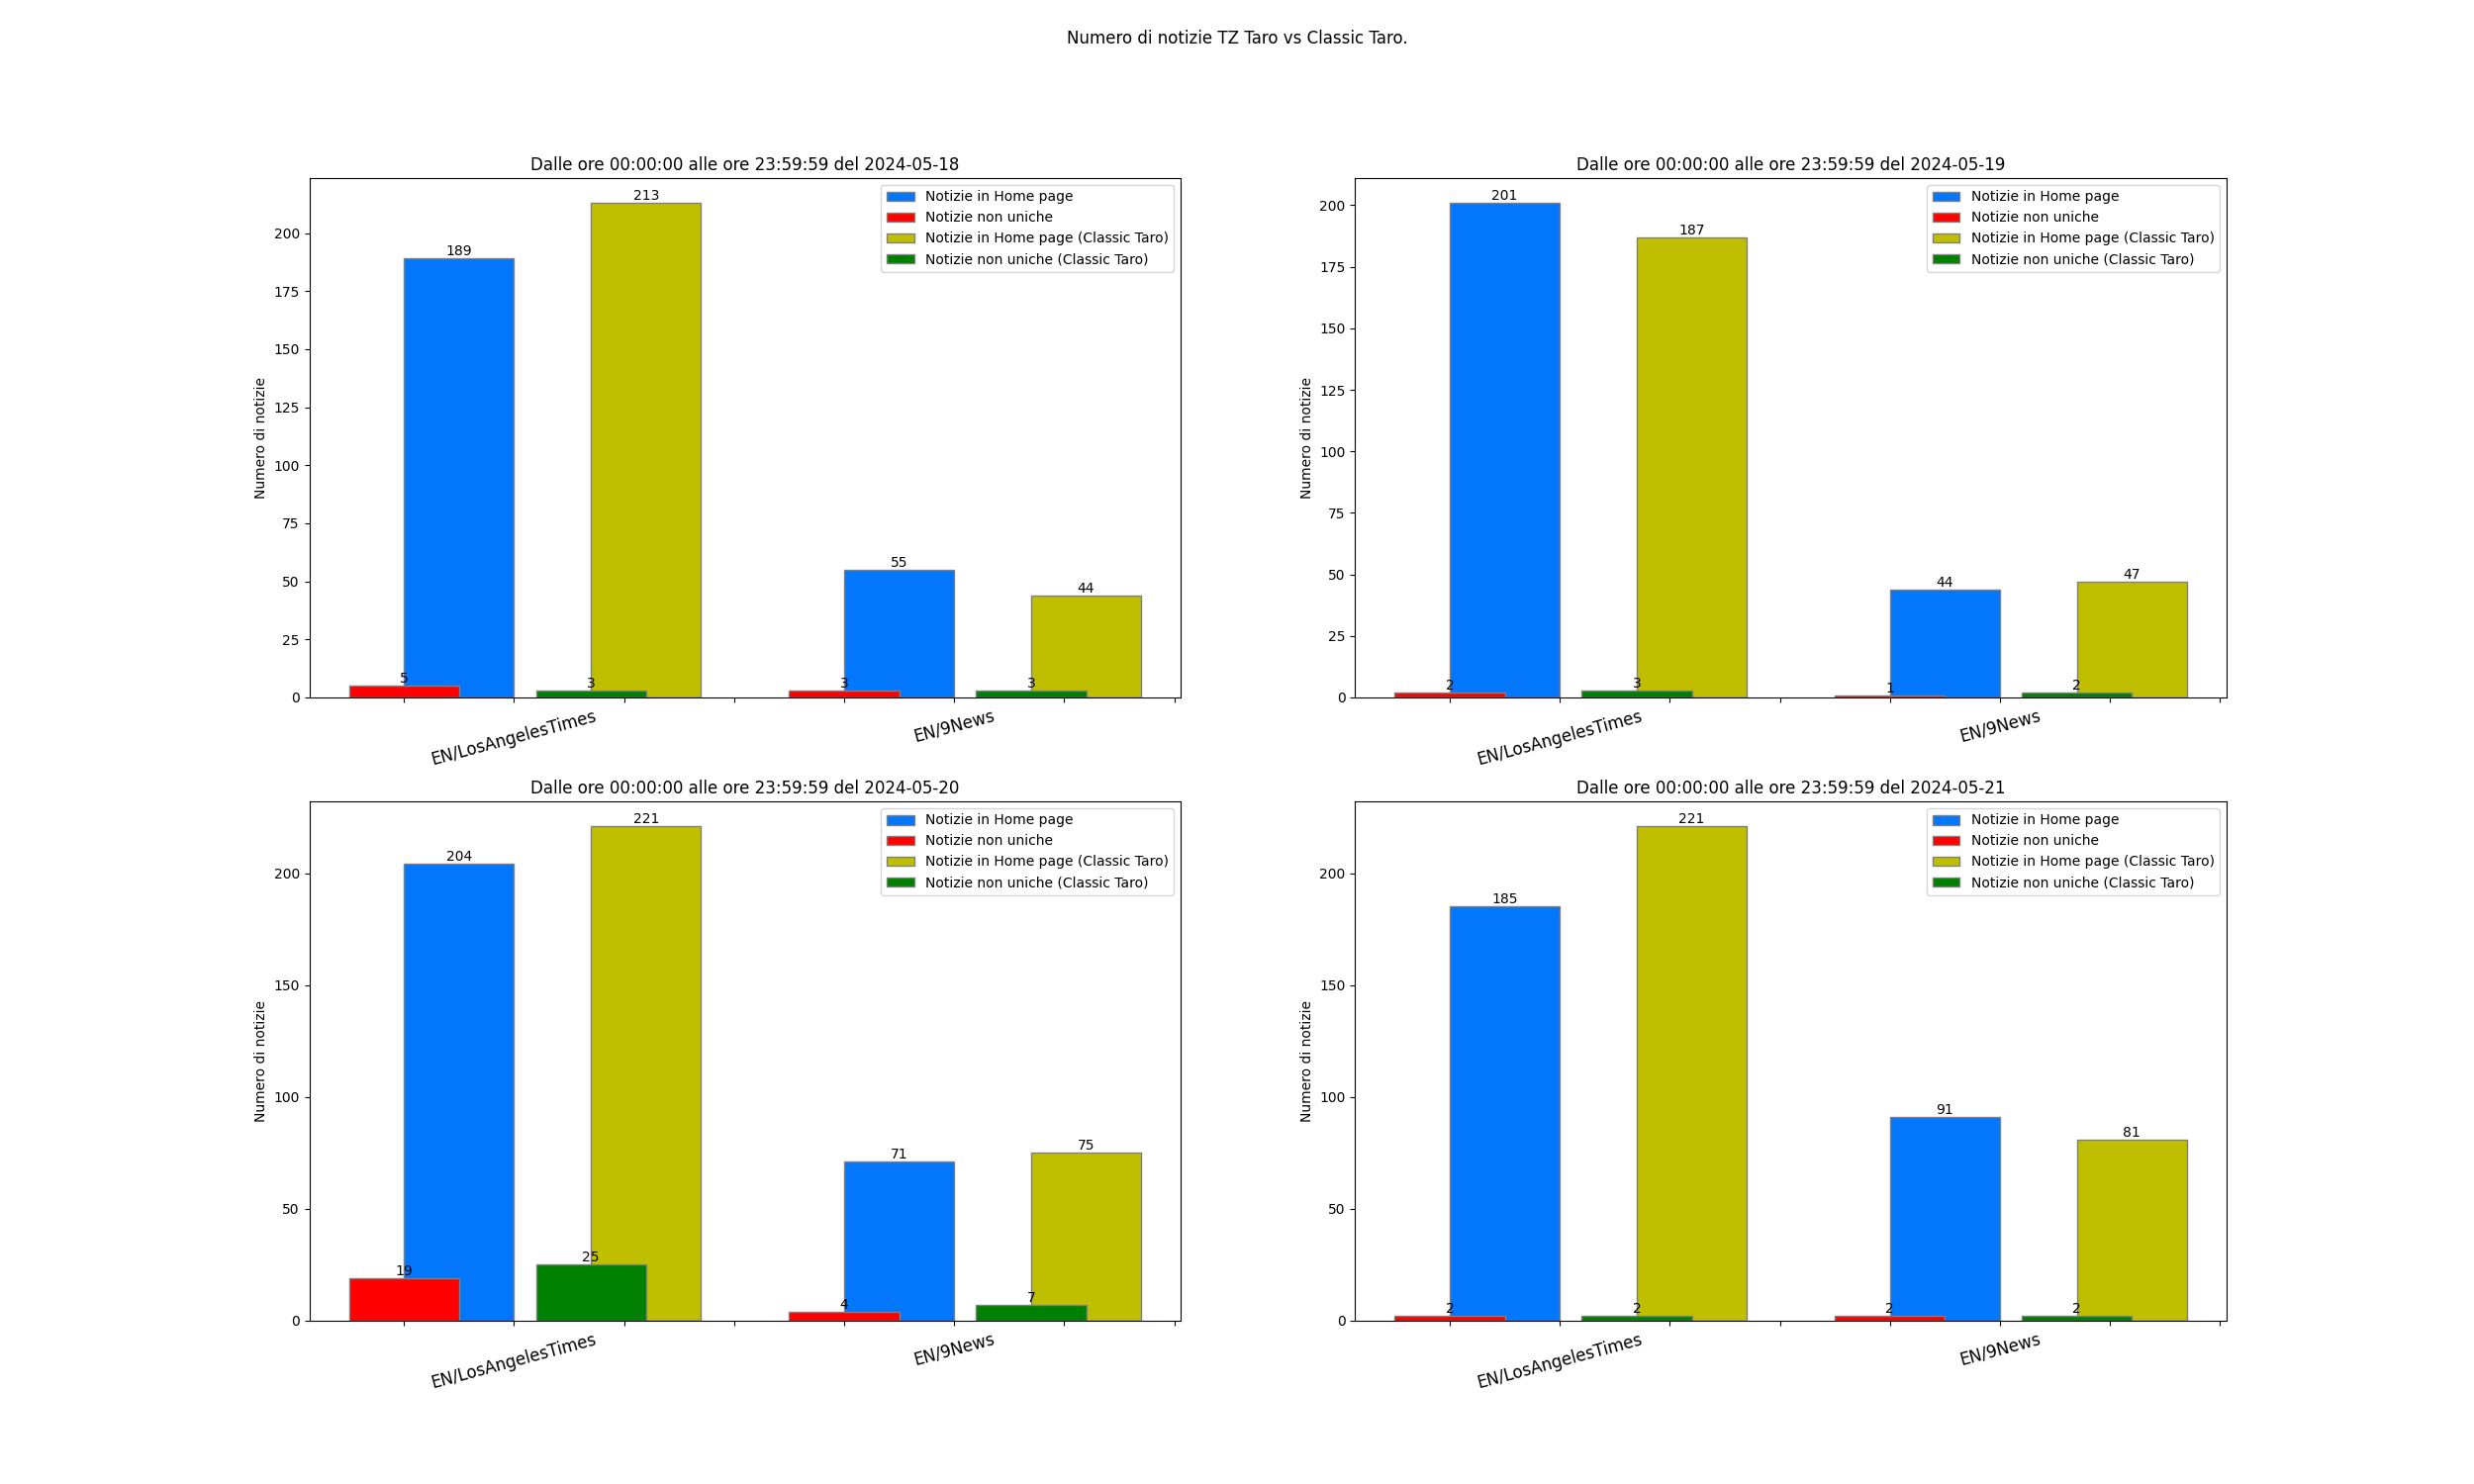 Numero di notizie TZ Taro vs Classic Taro.
Dalle ore 00:00:00 alle ore 23:59:59 del 2024-05-18
Numero di notizie
0
25
50
75
100
125
150
175
200
5
189
3
213
3
55
3
44
Notizie in Home page
Notizie non uniche
Notizie in Home page (Classic Taro)
Notizie non uniche (Classic Taro)
EN/LosAngelesTimes
EN/9News
Dalle ore 00:00:00 alle ore 23:59:59 del 2024-05-19
Numero di notizie
0
25
50
75
100
125
150
175
200
2
201
3
187
1
44
2
47
Notizie in Home page
Notizie non uniche
Notizie in Home page (Classic Taro)
Notizie non uniche (Classic Taro)
EN/LosAngelesTimes
EN/9News
Dalle ore 00:00:00 alle ore 23:59:59 del 2024-05-20
Numero di notizie
0
50
100
150
200
19
204
25
221
4
71
7
75
Notizie in Home page
Notizie non uniche
Notizie in Home page (Classic Taro)
Notizie non uniche (Classic Taro)
EN/LosAngelesTimes
EN/9News
Dalle ore 00:00:00 alle ore 23:59:59 del 2024-05-21
Numero di notizie
0
50
100
150
200
2
185
2
221
2
91
2
81
Notizie in Home page
Notizie non uniche
Notizie in Home page (Classic Taro)
Notizie non uniche (Classic Taro)
EN/LosAngelesTimes
EN/9News